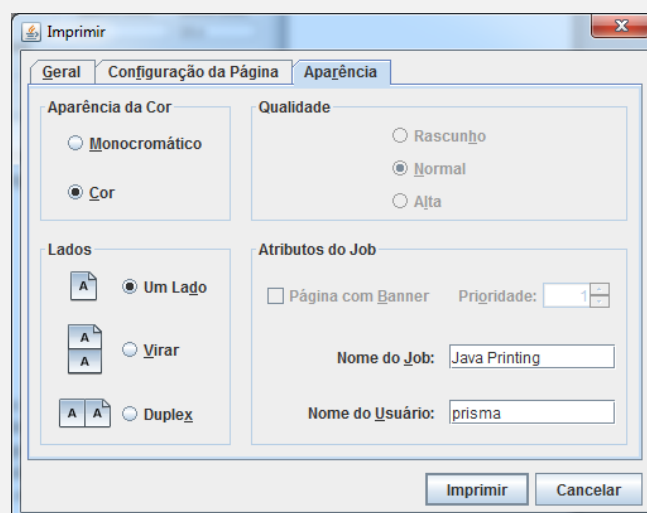 Imprimir
Geral
Configuração da Página
Aparência
Aparência da Cor
Monocromático
Cor
Qualidade
Rascunho
Normal
Alta
Lados
A
Um Lado
A
A
Virar
A A
Duplex
Atributos do Job
Página com Banner
Prioridade: 1
Nome do Job: Java Printing
Nome do Usuário: prisma
Imprimir
Cancelar